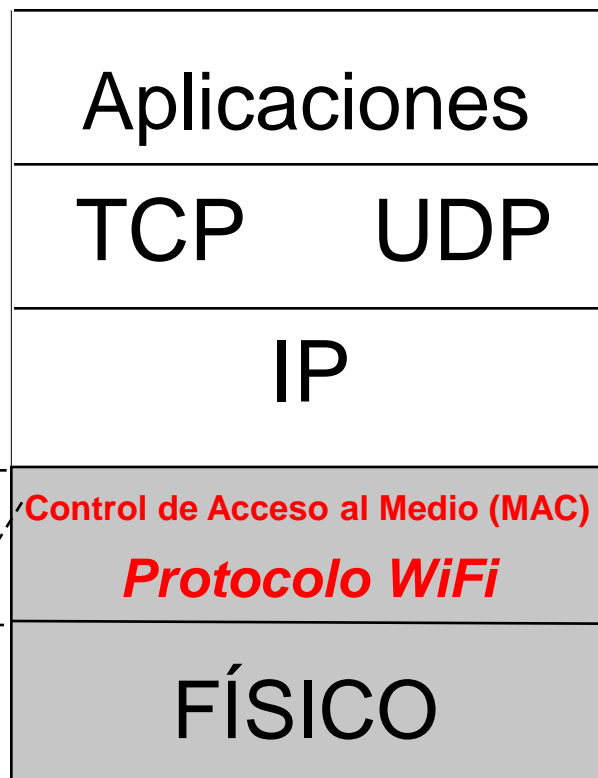 Aplicaciones
TCP UDP
IP
Control de Acceso al Medio (MAC)
Protocolo WiFi
FÍSICO